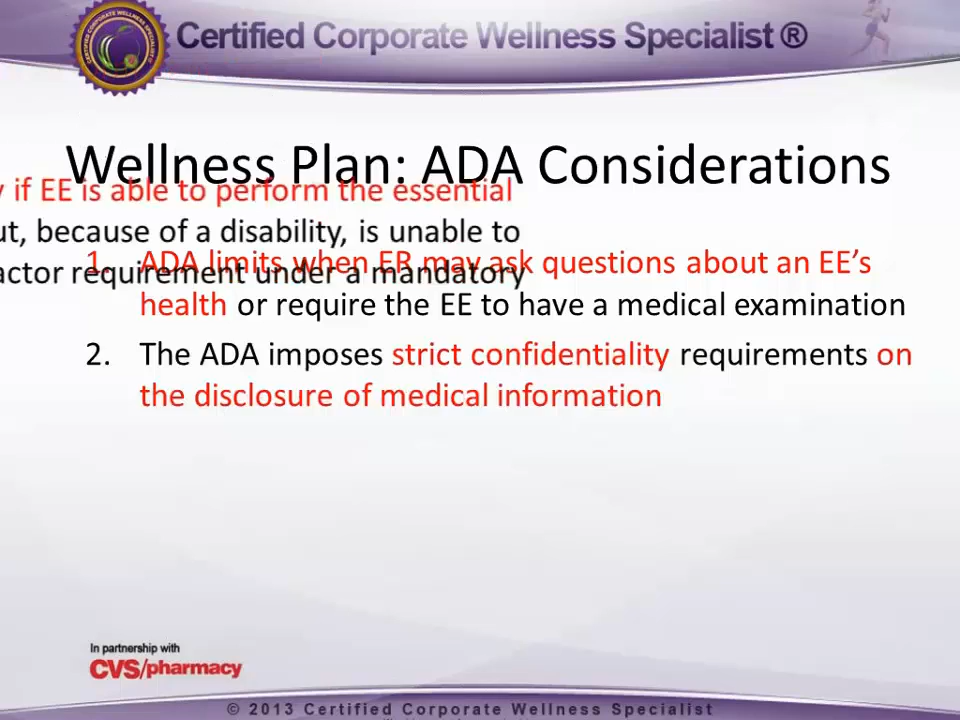 Certified Corporate Wellness Specialist ®
Wellness Plan: ADA Considerations
if EE is able to perform the essential
because of a disability, is unable to
requirement under a mandatory
1. ADA limits when ER may ask questions about an EE's
health or require the EE to have a medical examination
2. The ADA imposes strict confidentiality requirements on
the disclosure of medical information
In partnership with
CVS/pharmacy
© 2013 Certified Corporate Wellness Specialist